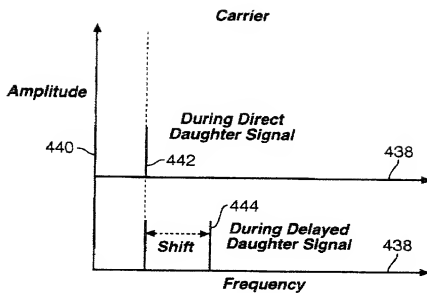 Carrier
Amplitude
During Direct
Daughter Signal
440
442
438
444
During Delayed
Daughter Signal
Shift
438
Frequency